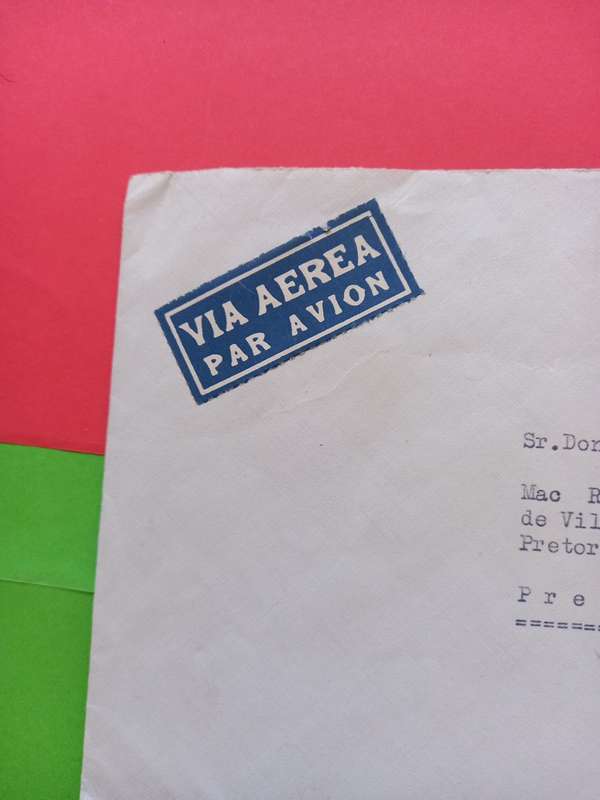 VIA AEREA
PAR AVION
Sr.Don
Mac R
de Vil
Pretor
P r e
=======